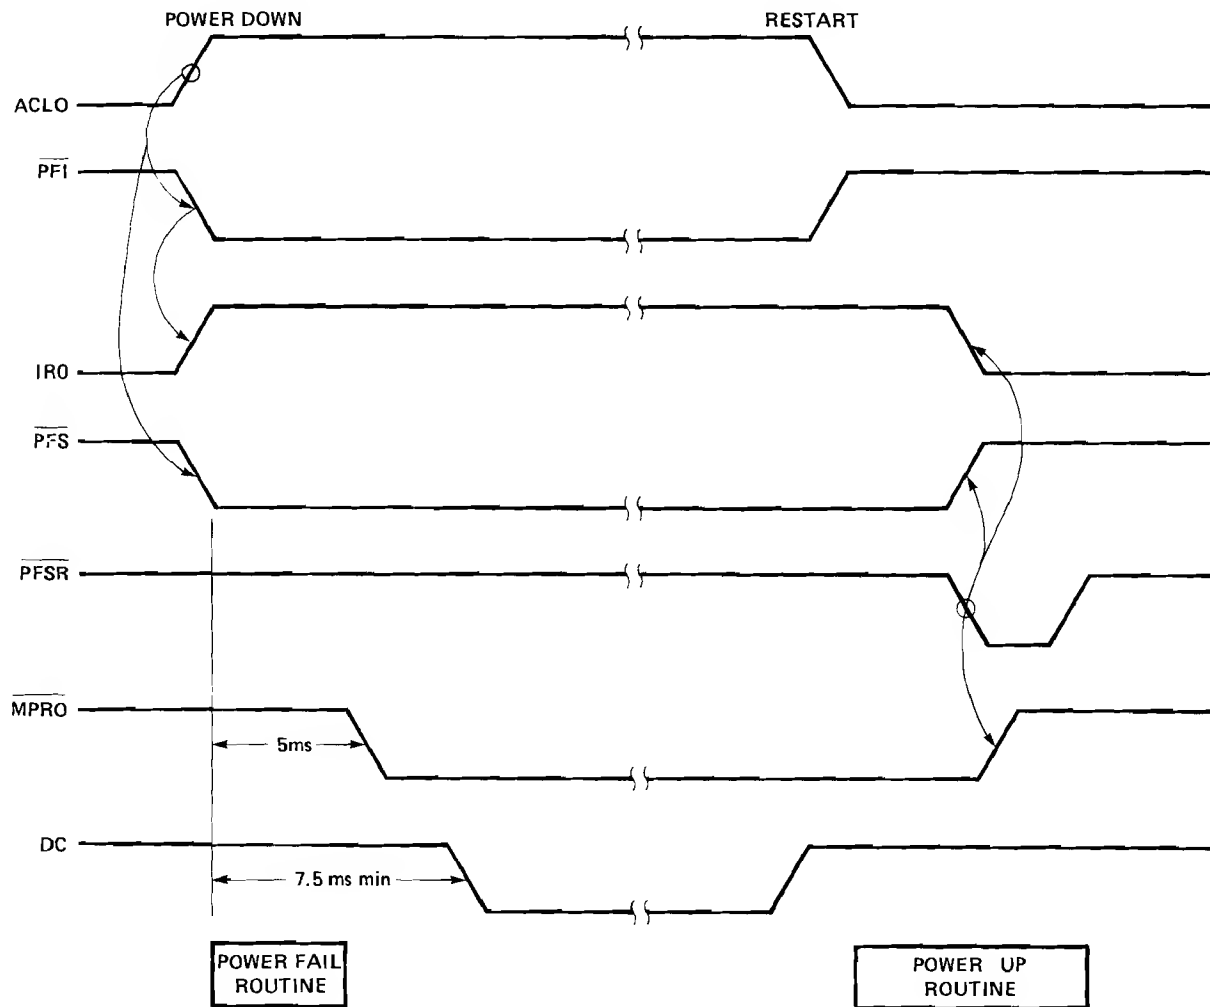 POWER DOWN
RESTART
ACLO
PFI
IR0
PFS
PFSR
MPRO
5ms
DC
7.5 ms min
POWER FAIL
ROUTINE
POWER UP
ROUTINE